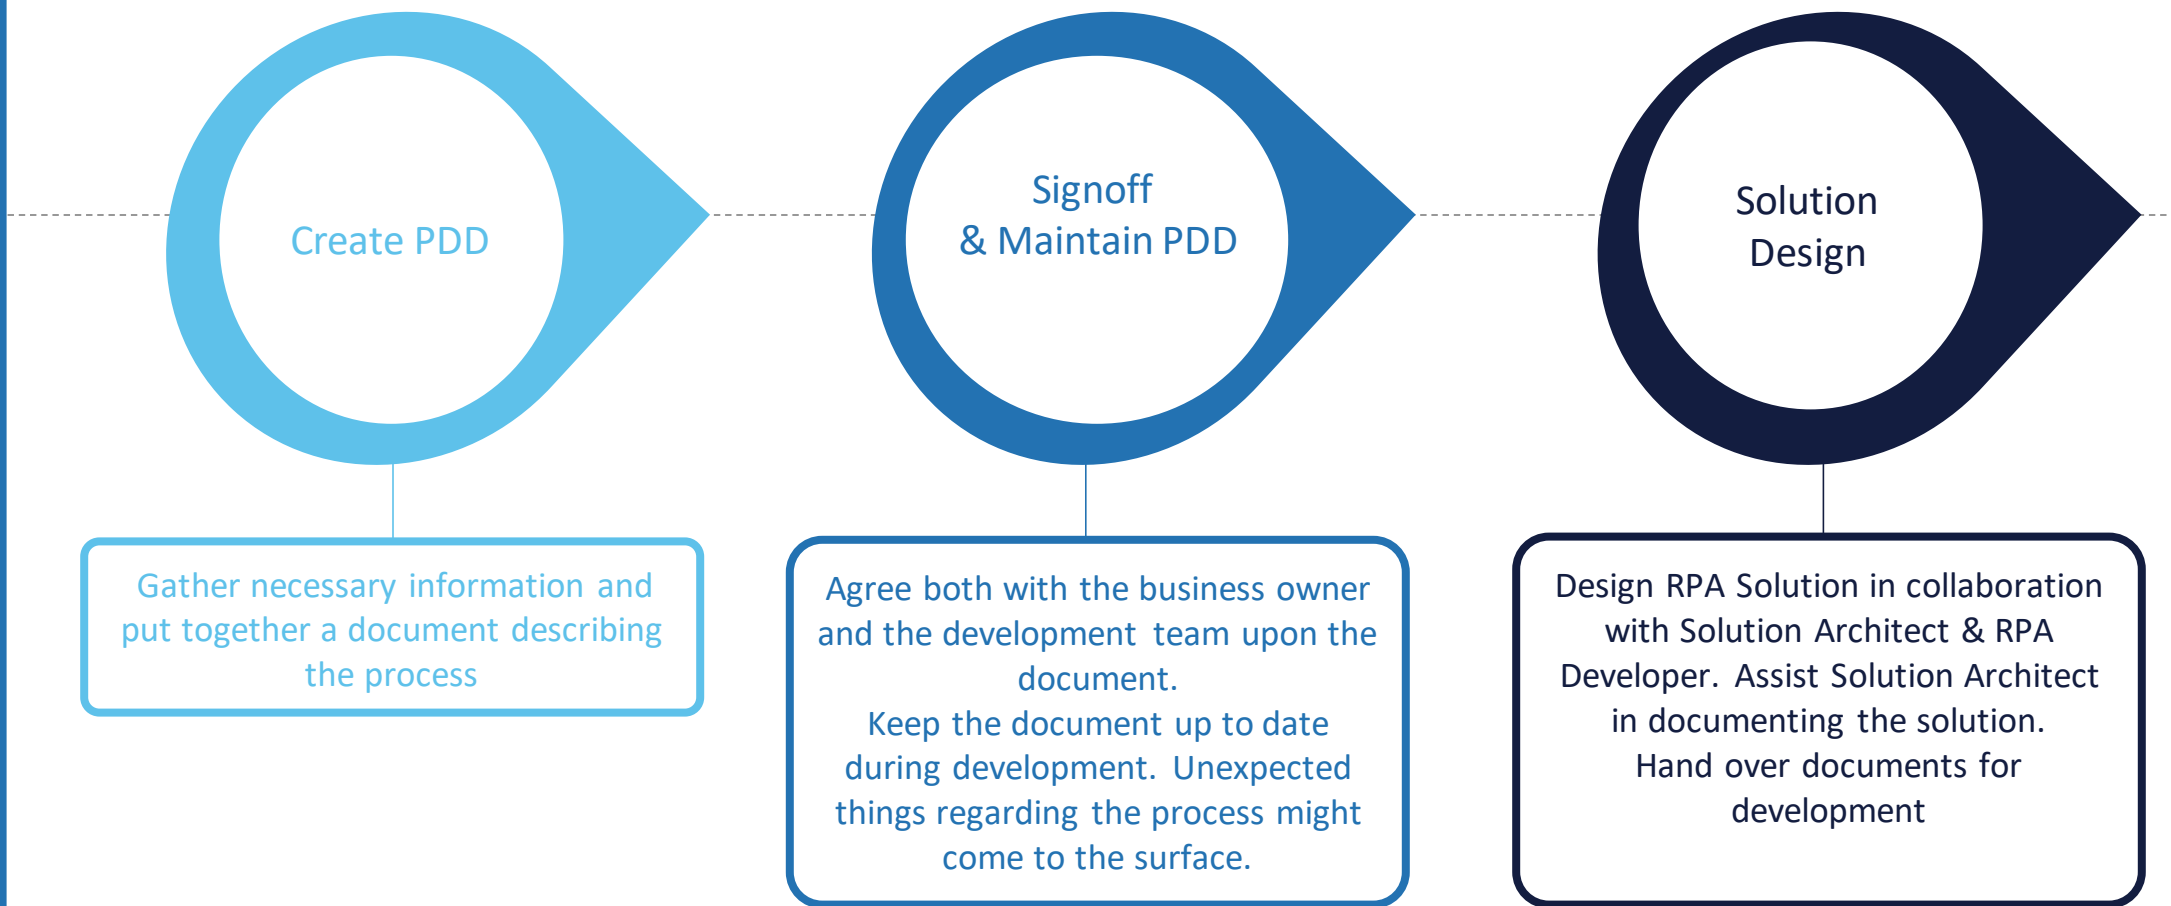 Create PDD
Signoff
& Maintain PDD
Solution
Design
Gather necessary information and
put together a document describing
the process
Agree both with the business owner
and the development team upon the
document.
Keep the document up to date
during development. Unexpected
things regarding the process might
come to the surface.
Design RPA Solution in collaboration
with Solution Architect & RPA
Developer. Assist Solution Architect
in documenting the solution.
Hand over documents for
development